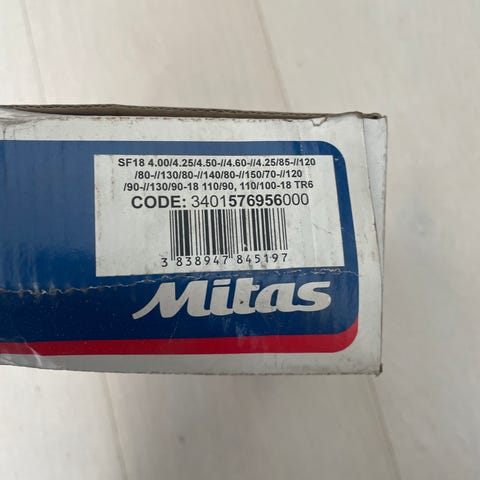 SF18 4.00/4.25/4.50-//4.60-//4.25/85-//120
/80-//130/80-//140/80-//150/70-//120
/90-//130/90-18 110/90, 110/100-18 TR6
CODE: 3401576956000
3 838947 845197
Mitas